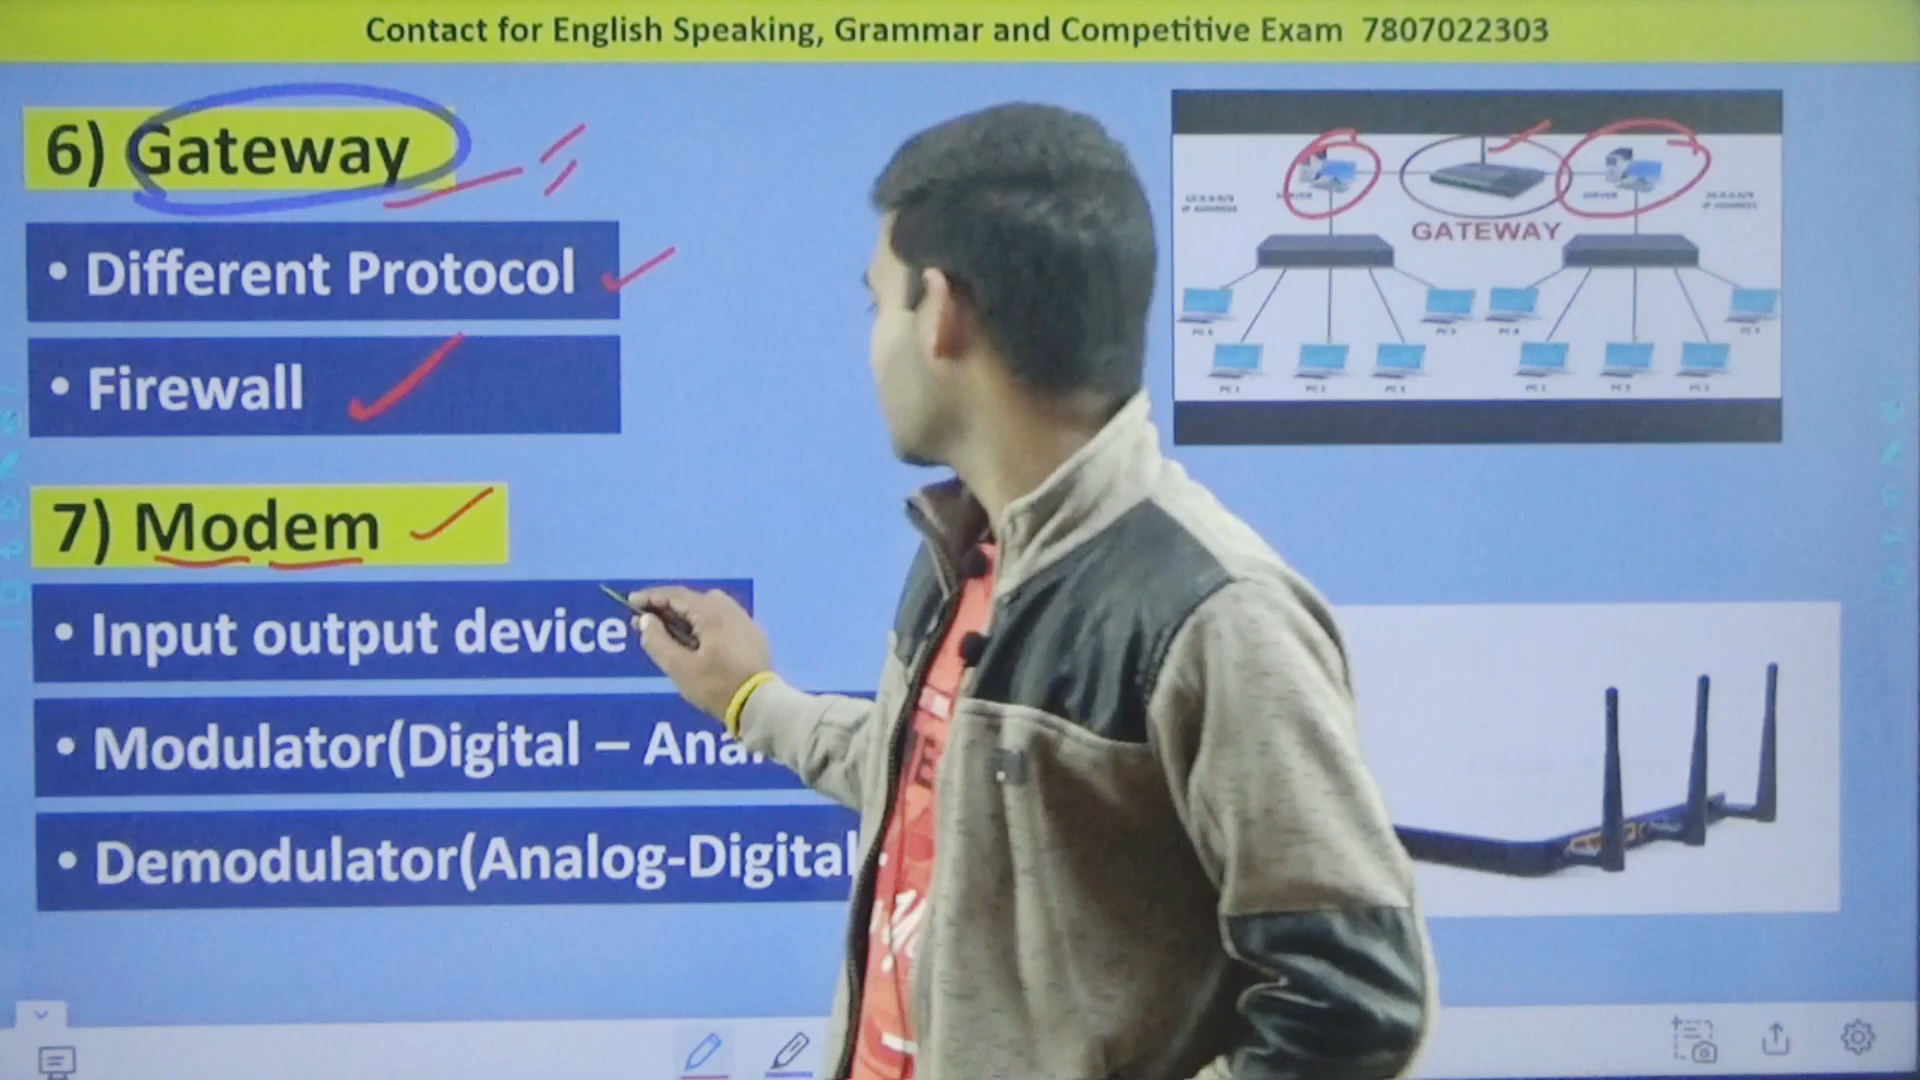 Contact for English Speaking, Grammar and Competitive Exam 7807022303
6) Gateway
• Different Protocol
• Firewall
GATEWAY
7) Modem
• Input output device
• Modulator(Digital –
• Demodulator(Analog-Digital